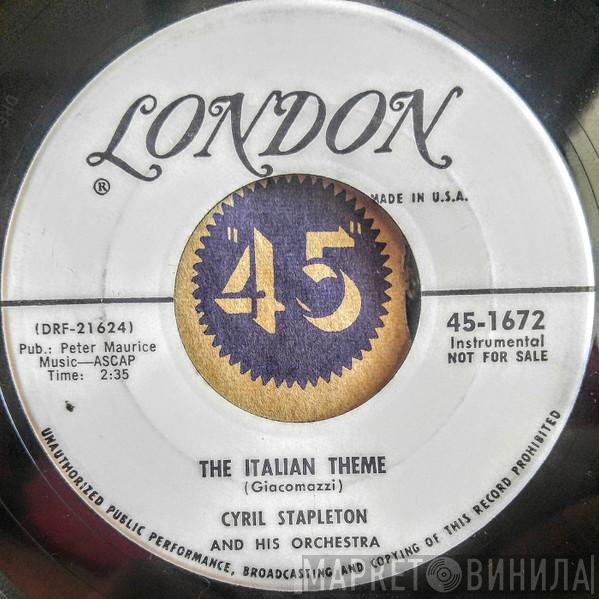 LONDON
®
MADE IN U.S.A.
"45"
(DRF-21624)
Pub.: Peter Maurice
Music—ASCAP
Time: 2:35
45-1672
Instrumental
NOT FOR SALE
THE ITALIAN THEME
(Giacomazzi)
CYRIL STAPLETON
AND HIS ORCHESTRA
UNAUTHORIZED PUBLIC PERFORMANCE, BROADCASTING AND COPYING OF THIS RECORD PROHIBITED
МАРКЕТ ВИНИЛА